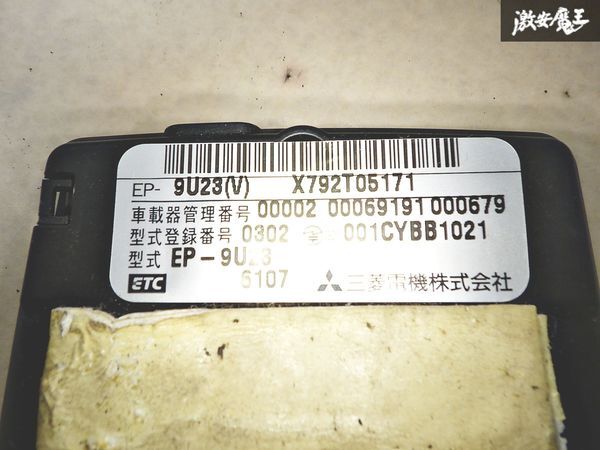 激安魔王
EP- 9U23(V) X792T05171
車載器管理番号 00002 00069191 000679
型式登録番号 0302 001CYBB1021
型式 EP-9U23
ETC 6107 三菱電機株式会社